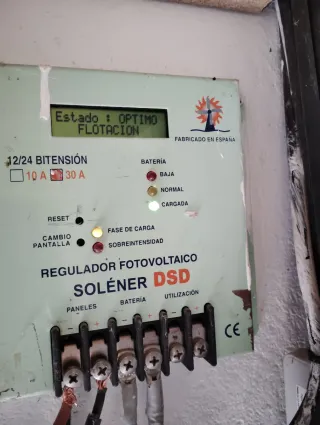 Estado : OPTIMO
FLOTACION
FABRICADO EN ESPAÑA
12/24 BITENSIÓN
10 A 30 A
BATERÍA
BAJA
NORMAL
CARGADA
RESET
CAMBIO
PANTALLA
FASE DE CARGA
SOBREINTENSIDAD
REGULADOR FOTOVOLTAICO
SOLÉNER DSD
PANELES BATERÍA UTILIZACIÓN
CE